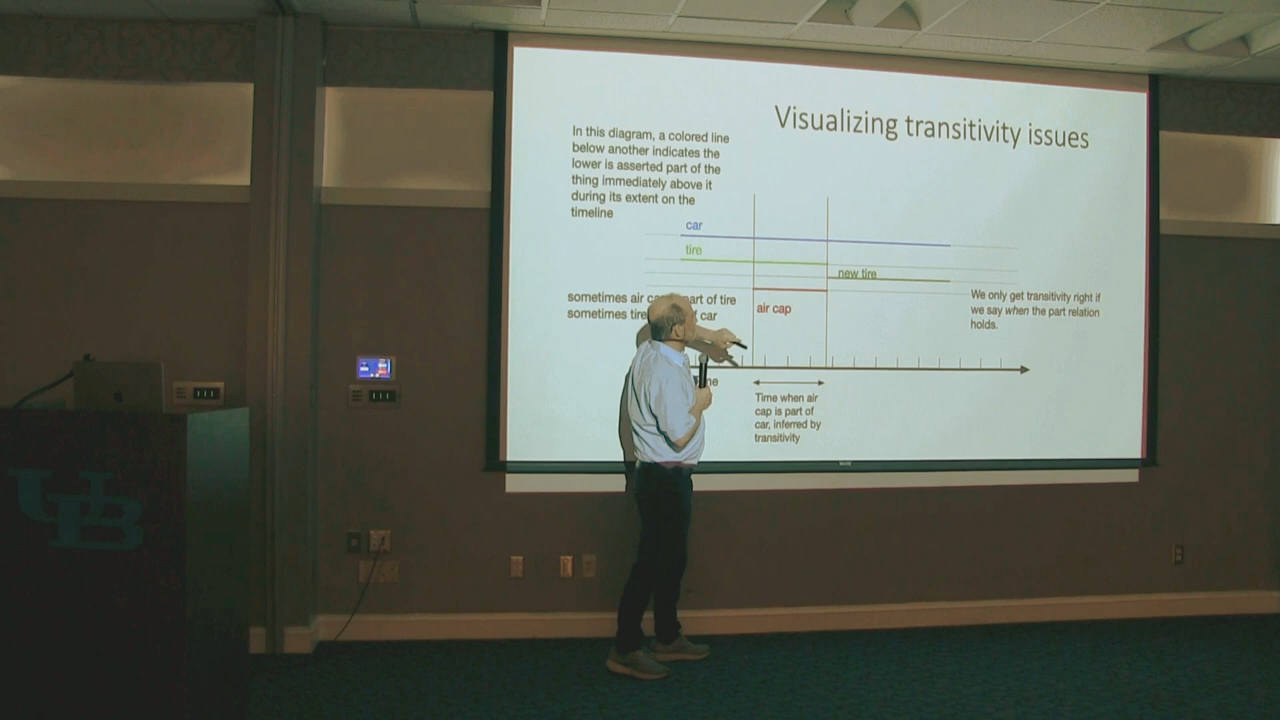 Visualizing transitivity issues
In this diagram, a colored line
below another indicates the
lower is asserted part of the
thing immediately above it
during its extent on the
timeline
car
tire
new tire
air cap
sometimes air part of tire
sometimes tire car
We only get transitivity right if
we say when the part relation
holds.
Time when air
cap is part of
car, inferred by
transitivity
UB